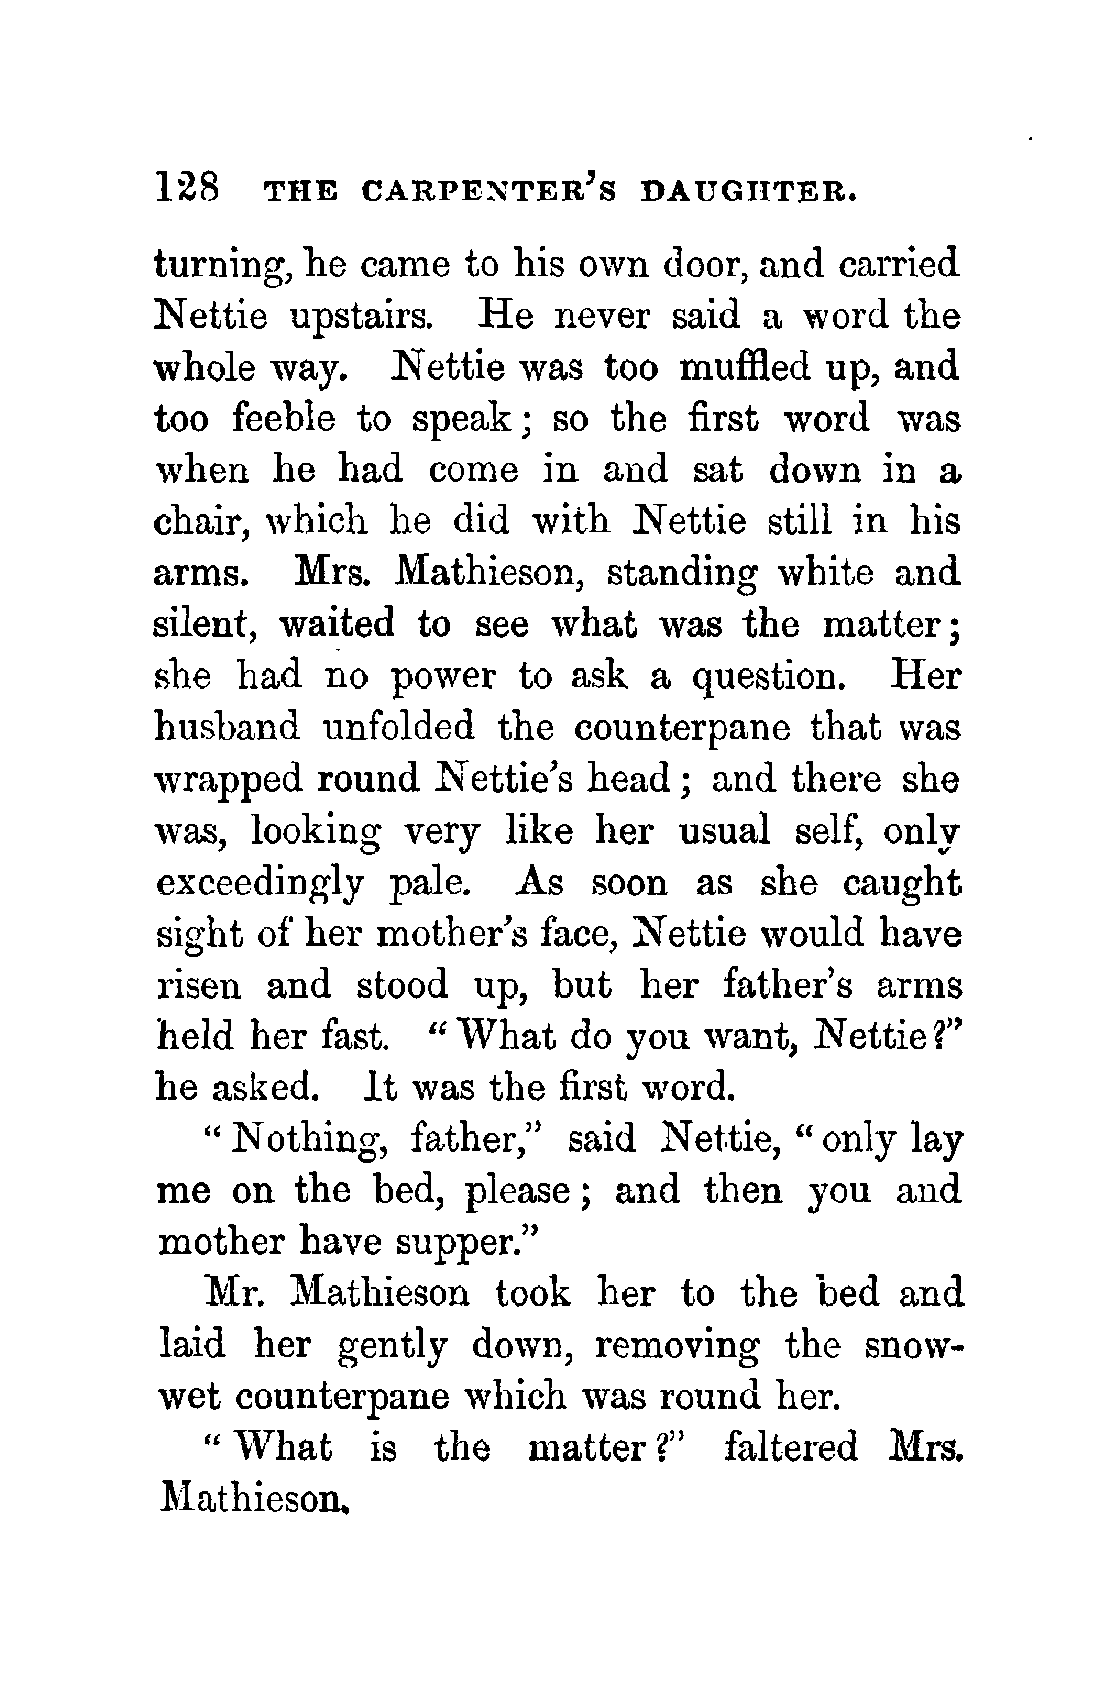 128 THE CARPENTER'S DAUGHTER.
turning, he came to his own door, and carried
Nettie upstairs. He never said a word the
whole way. Nettie was too muffled up, and
too feeble to speak; so the first word was
when he had come in and sat down in a
chair, which he did with Nettie still in his
arms. Mrs. Mathieson, standing white and
silent, waited to see what was the matter;
she had no power to ask a question. Her
husband unfolded the counterpane that was
wrapped round Nettie's head; and there she
was, looking very like her usual self, only
exceedingly pale. As soon as she caught
sight of her mother's face, Nettie would have
risen and stood up, but her father's arms
held her fast. "What do you want, Nettie?"
he asked. It was the first word.
"Nothing, father," said Nettie, "only lay
me on the bed, please; and then you and
mother have supper."
Mr. Mathieson took her to the bed and
laid her gently down, removing the snow-
wet counterpane which was round her.
"What is the matter?" faltered Mrs.
Mathieson.